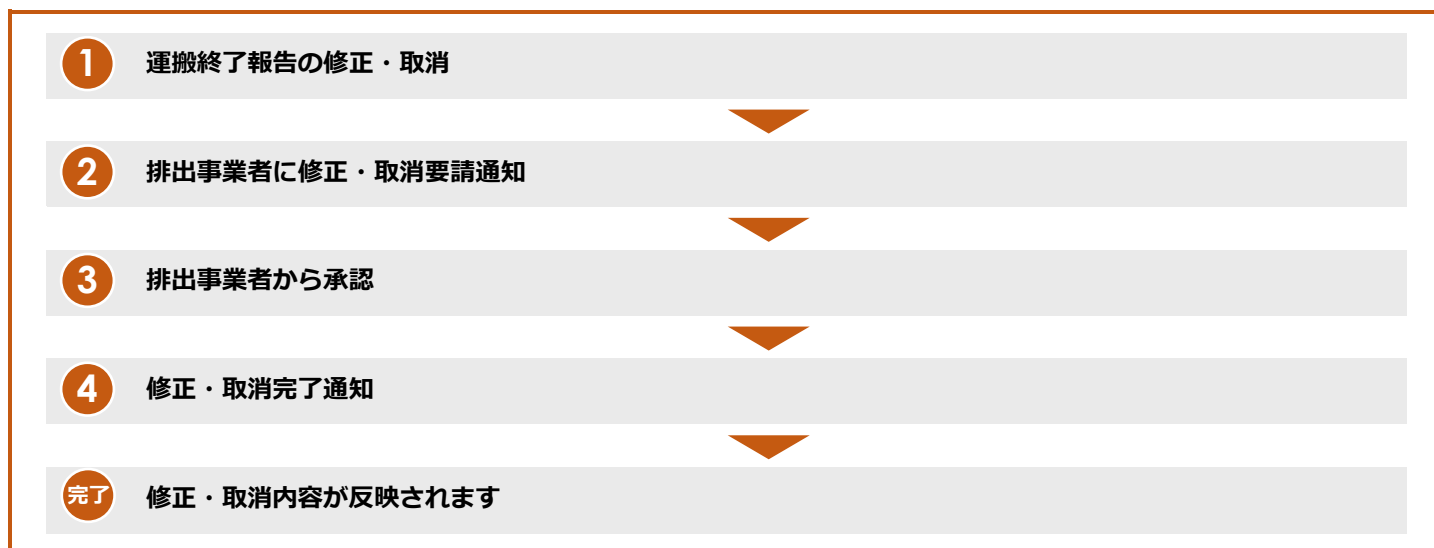 1 運搬終了報告の修正・取消
2 排出事業者に修正・取消要請通知
3 排出事業者から承認
4 修正・取消完了通知
完了 修正・取消内容が反映されます